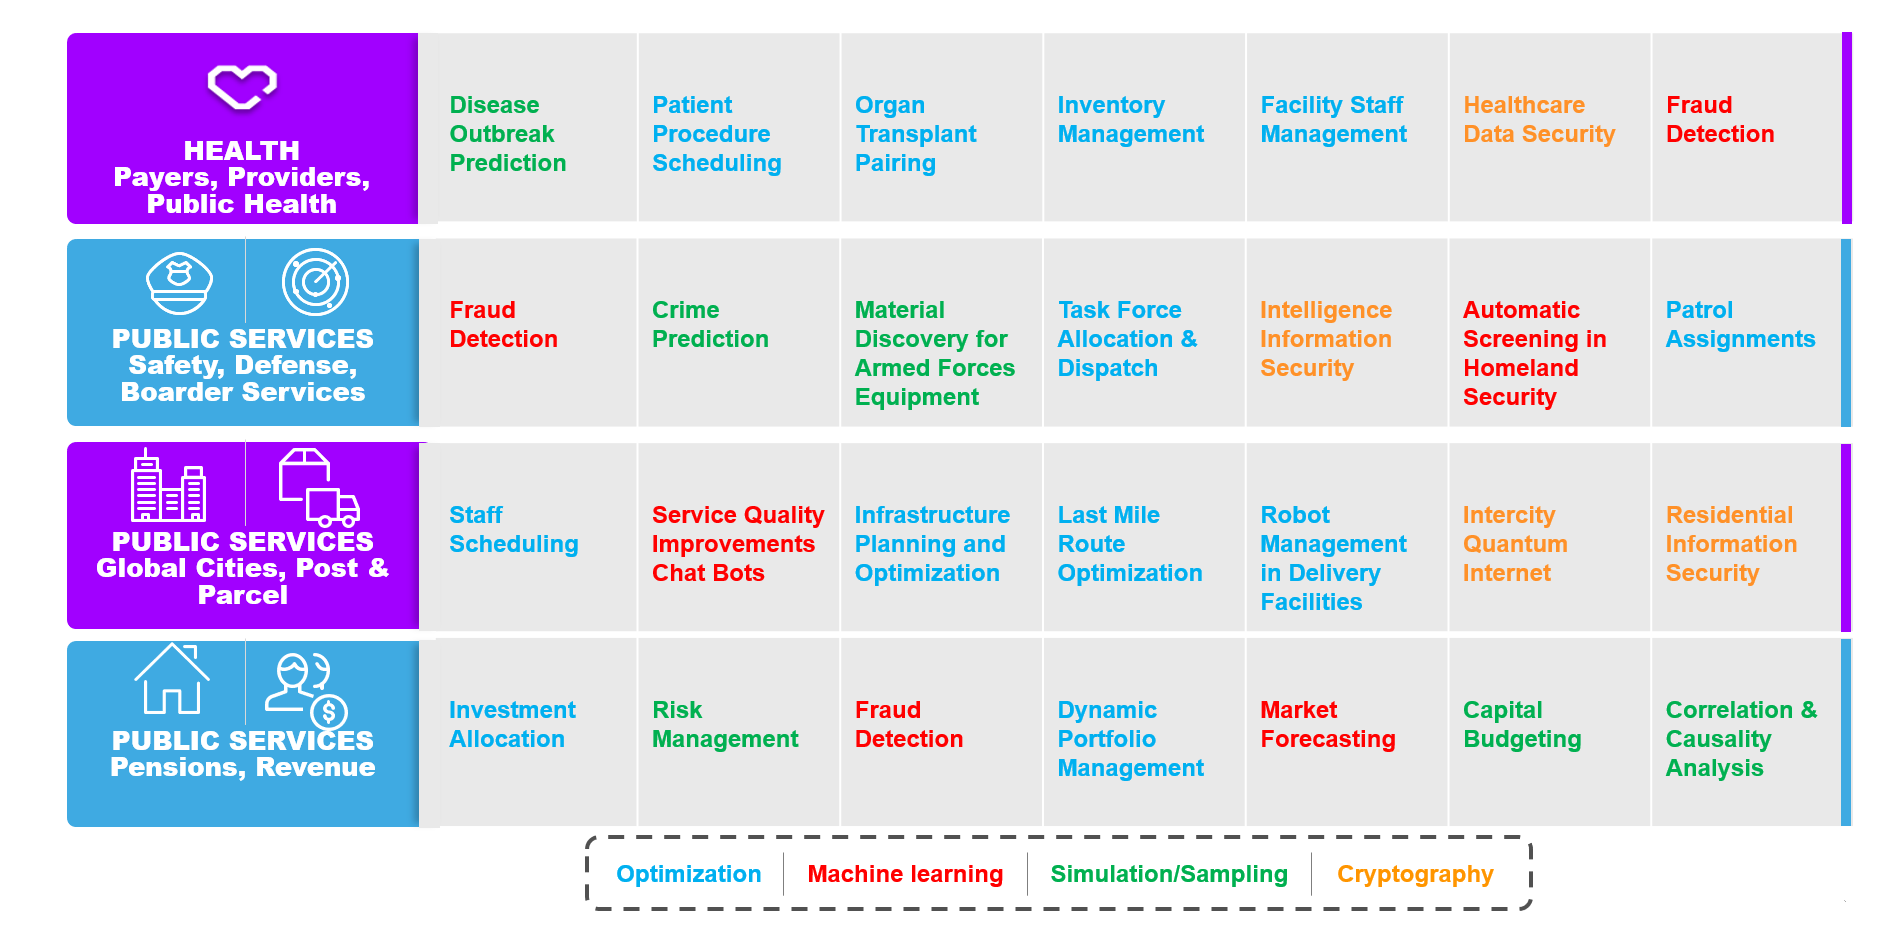 HEALTH
Payers, Providers,
Public Health
Disease
Outbreak
Prediction
Patient
Procedure
Scheduling
Organ
Transplant
Pairing
Inventory
Management
Facility Staff
Management
Healthcare
Data Security
Fraud
Detection
PUBLIC SERVICES
Safety, Defense,
Boarder Services
Fraud
Detection
Crime
Prediction
Material
Discovery for
Armed Forces
Equipment
Task Force
Allocation &
Dispatch
Intelligence
Information
Security
Automatic
Screening in
Homeland
Security
Patrol
Assignments
PUBLIC SERVICES
Global Cities, Post &
Parcel
Staff
Scheduling
Service Quality
Improvements
Chat Bots
Infrastructure
Planning and
Optimization
Last Mile
Route
Optimization
Robot
Management
in Delivery
Facilities
Intercity
Quantum
Internet
Residential
Information
Security
$
PUBLIC SERVICES
Pensions, Revenue
Investment
Allocation
Risk
Management
Fraud
Detection
Dynamic
Portfolio
Management
Market
Forecasting
Capital
Budgeting
Correlation &
Causality
Analysis
Optimization
Machine learning
Simulation/Sampling
Cryptography